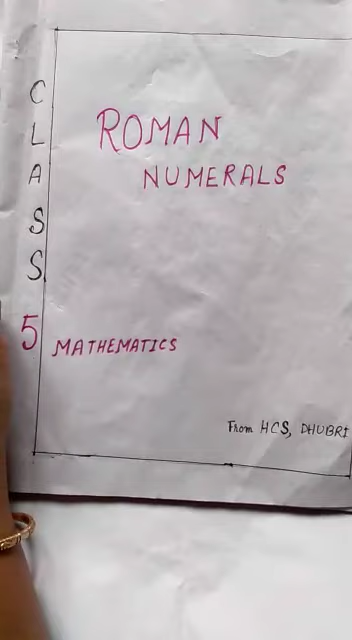 CLASS
ROMAN
NUMERALS
5 MATHEMATICS
From HCS, DHUBRI